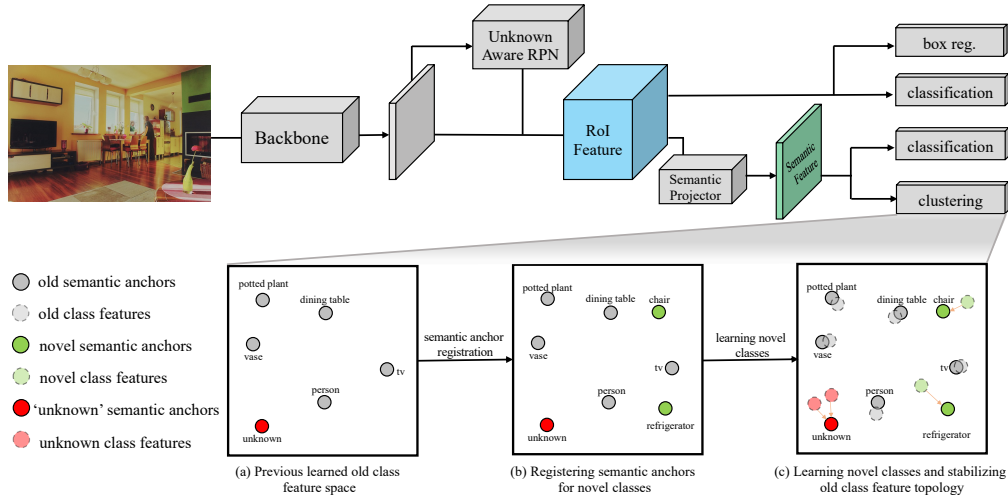 Unknown
Aware RPN
box reg.
Backbone
RoI
Feature
classification
Semantic
Projector
Semantic
Feature
classification
clustering
old semantic anchors
old class features
novel semantic anchors
novel class features
‘unknown’ semantic anchors
unknown class features
potted plant
dining table
vase
tv
person
unknown
semantic anchor
registration
potted plant
dining table
chair
vase
tv
person
unknown
refrigerator
learning novel
classes
potted plant
dining table
chair
vase
tv
person
unknown
refrigerator
(a) Previous learned old class
feature space
(b) Registering semantic anchors
for novel classes
(c) Learning novel classes and stabilizing
old class feature topology